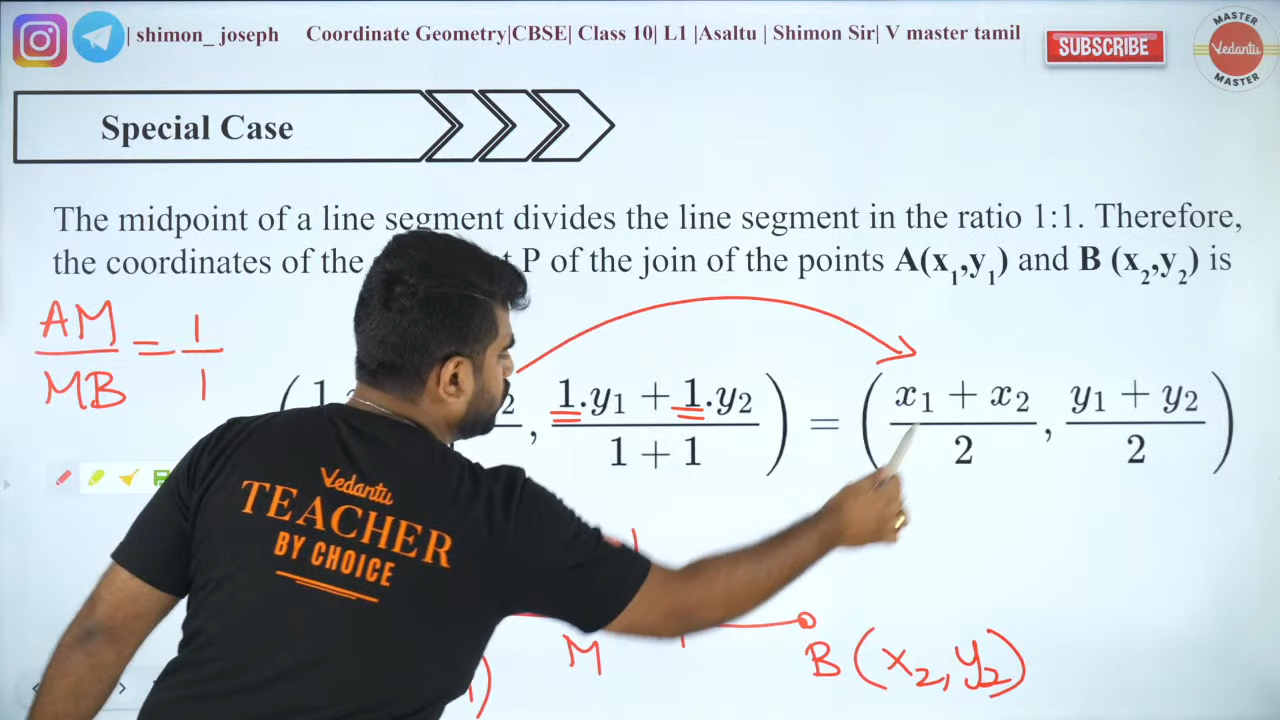 | shimon_ joseph Coordinate Geometry|CBSE| Class 10| L1 |Asaltu | Shimon Sir| V master tamil
SUBSCRIBE
MASTER
Vedantu
MASTER
Special Case
The midpoint of a line segment divides the line segment in the ratio 1:1. Therefore,
the coordinates of the P of the join of the points A(x₁,y₁) and B (x₂,y₂) is
AM/MB = 1/1
(1 ₂, (1.y₁ + 1.y₂)/(1 + 1)) = ((x₁ + x₂)/2, (y₁ + y₂)/2)
Vedantu
TEACHER
BY CHOICE
M
B (x₂, y₂)